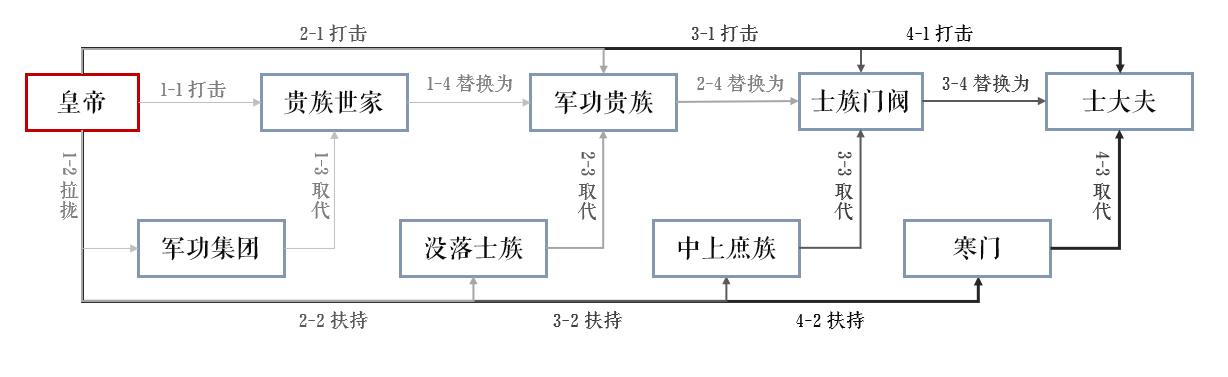 2-1 打击
3-1 打击
4-1 打击
皇帝
1-1 打击
贵族世家
1-4 替换为
军功贵族
2-4 替换为
士族门阀
3-4 替换为
士大夫
1-2 拉拢
1-3 取代
2-3 取代
3-3 取代
4-3 取代
军功集团
没落士族
中上庶族
寒门
2-2 扶持
3-2 扶持
4-2 扶持